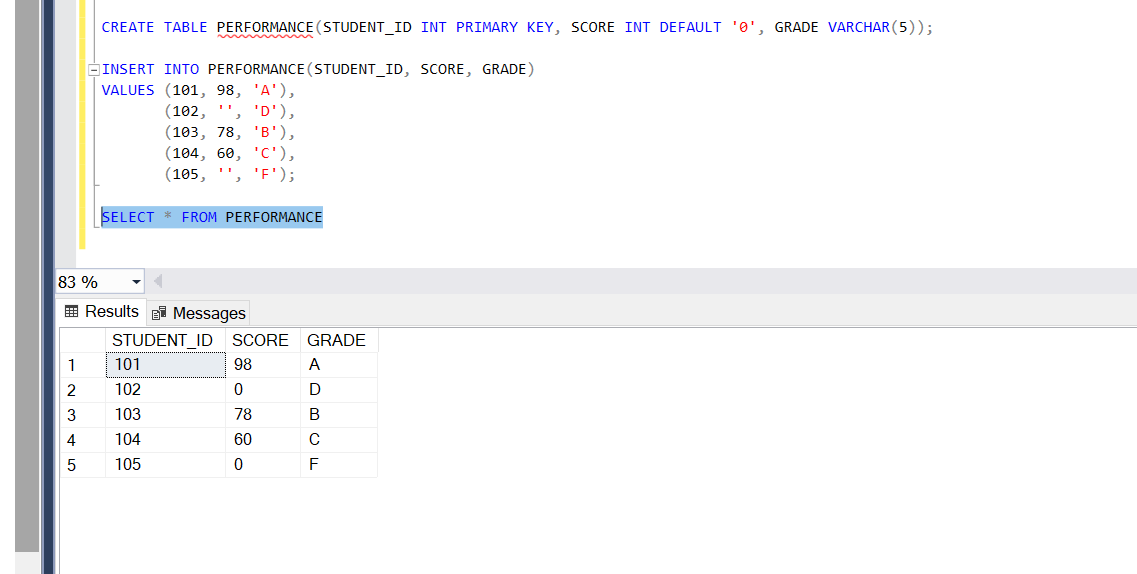 CREATE TABLE PERFORMANCE(STUDENT_ID INT PRIMARY KEY, SCORE INT DEFAULT '0', GRADE VARCHAR(5));
INSERT INTO PERFORMANCE(STUDENT_ID, SCORE, GRADE)
VALUES (101, 98, 'A'),
(102, '', 'D'),
(103, 78, 'B'),
(104, 60, 'C'),
(105, '', 'F');
SELECT * FROM PERFORMANCE
83 %
Results Messages
STUDENT_ID SCORE GRADE
1 101 98 A
2 102 0 D
3 103 78 B
4 104 60 C
5 105 0 F